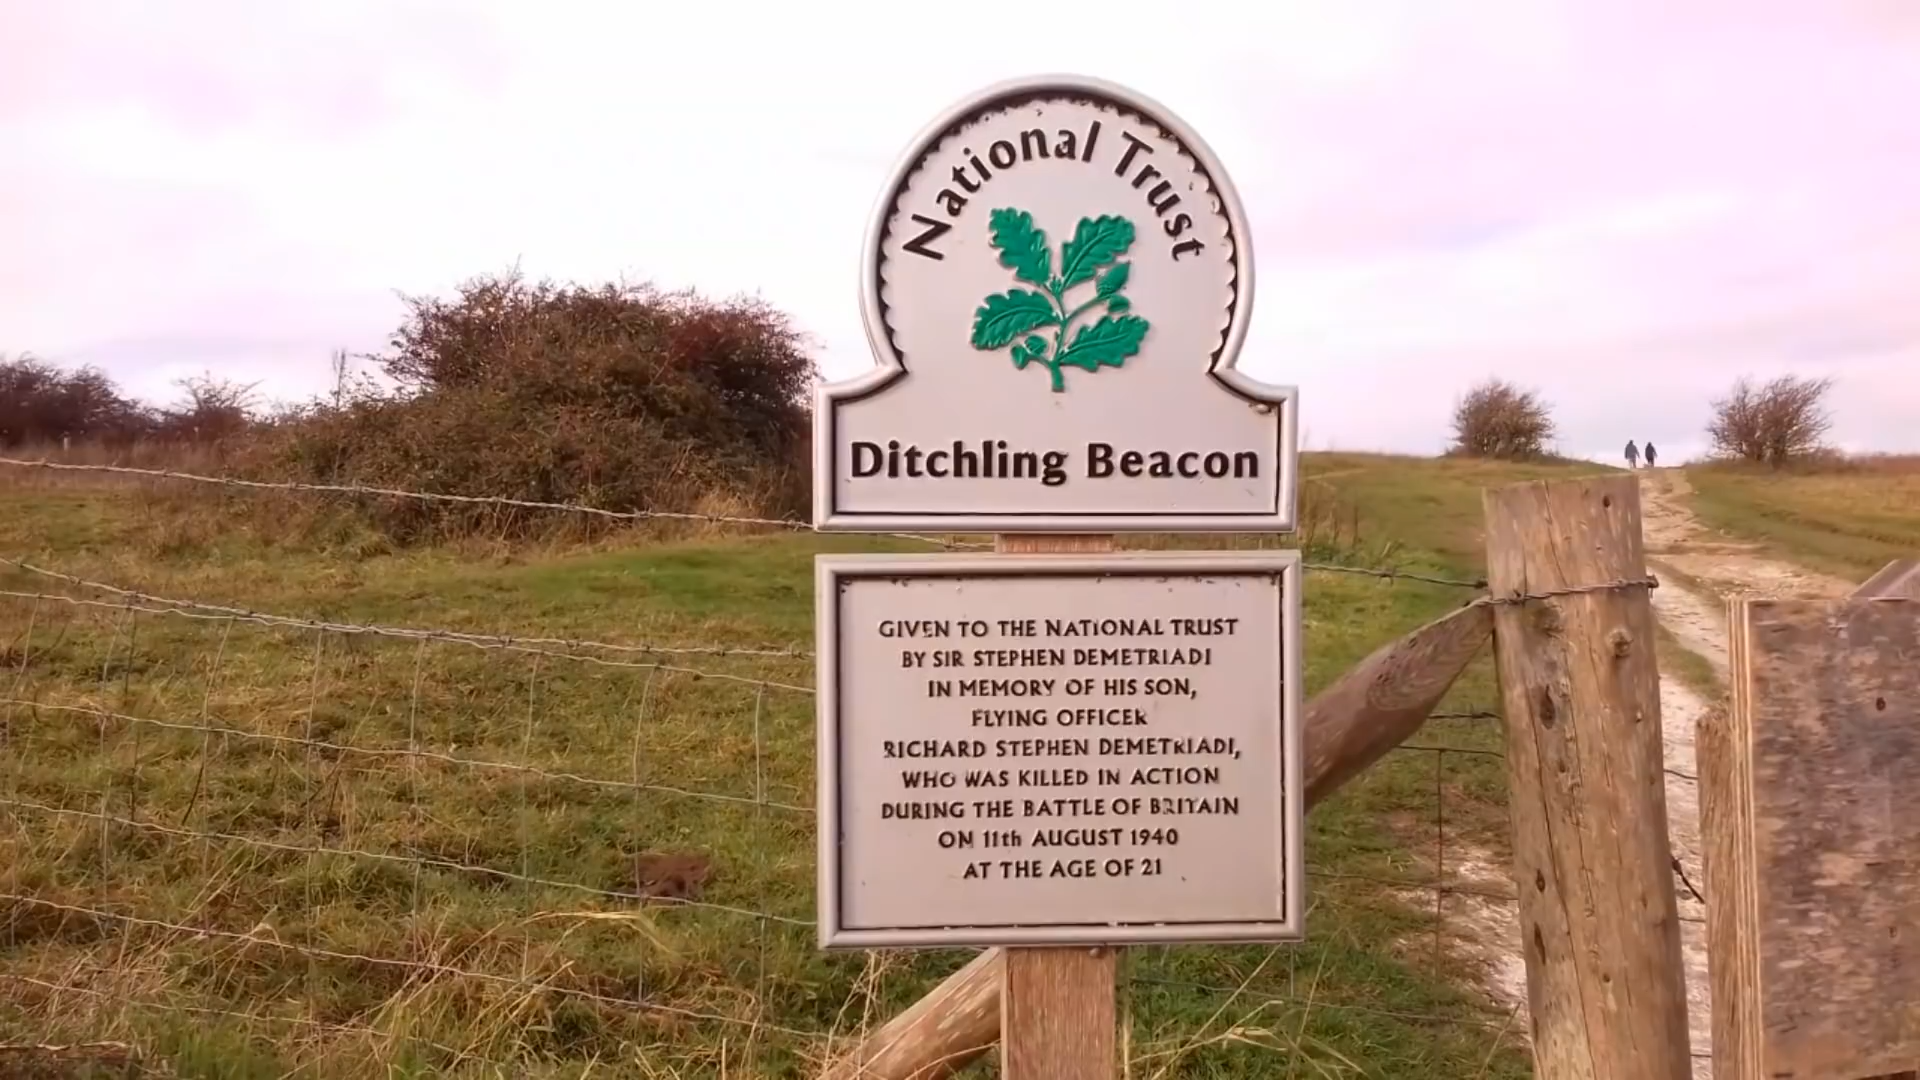 National Trust
Ditchling Beacon
GIVEN TO THE NATIONAL TRUST
BY SIR STEPHEN DEMETRIADI
IN MEMORY OF HIS SON,
FLYING OFFICER
RICHARD STEPHEN DEMETRIADI,
WHO WAS KILLED IN ACTION
DURING THE BATTLE OF BRITAIN
ON 11th AUGUST 1940
AT THE AGE OF 21